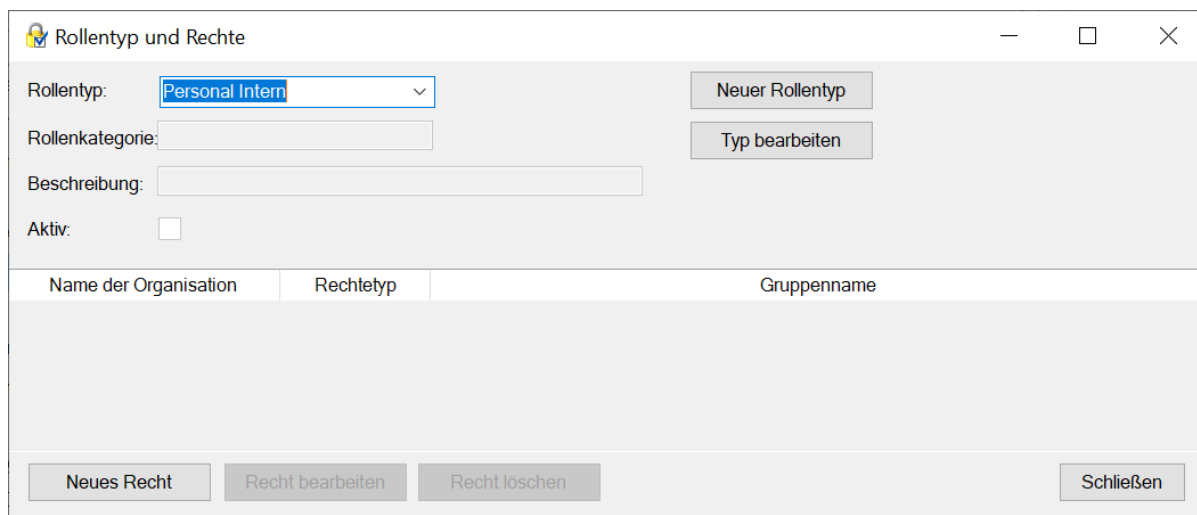 Rollentyp und Rechte
Rollentyp: Personal Intern Neuer Rollentyp
Rollenkategorie: Typ bearbeiten
Beschreibung:
Aktiv:
Name der Organisation Rechtetyp Gruppenname
Neues Recht Recht bearbeiten Recht löschen Schließen